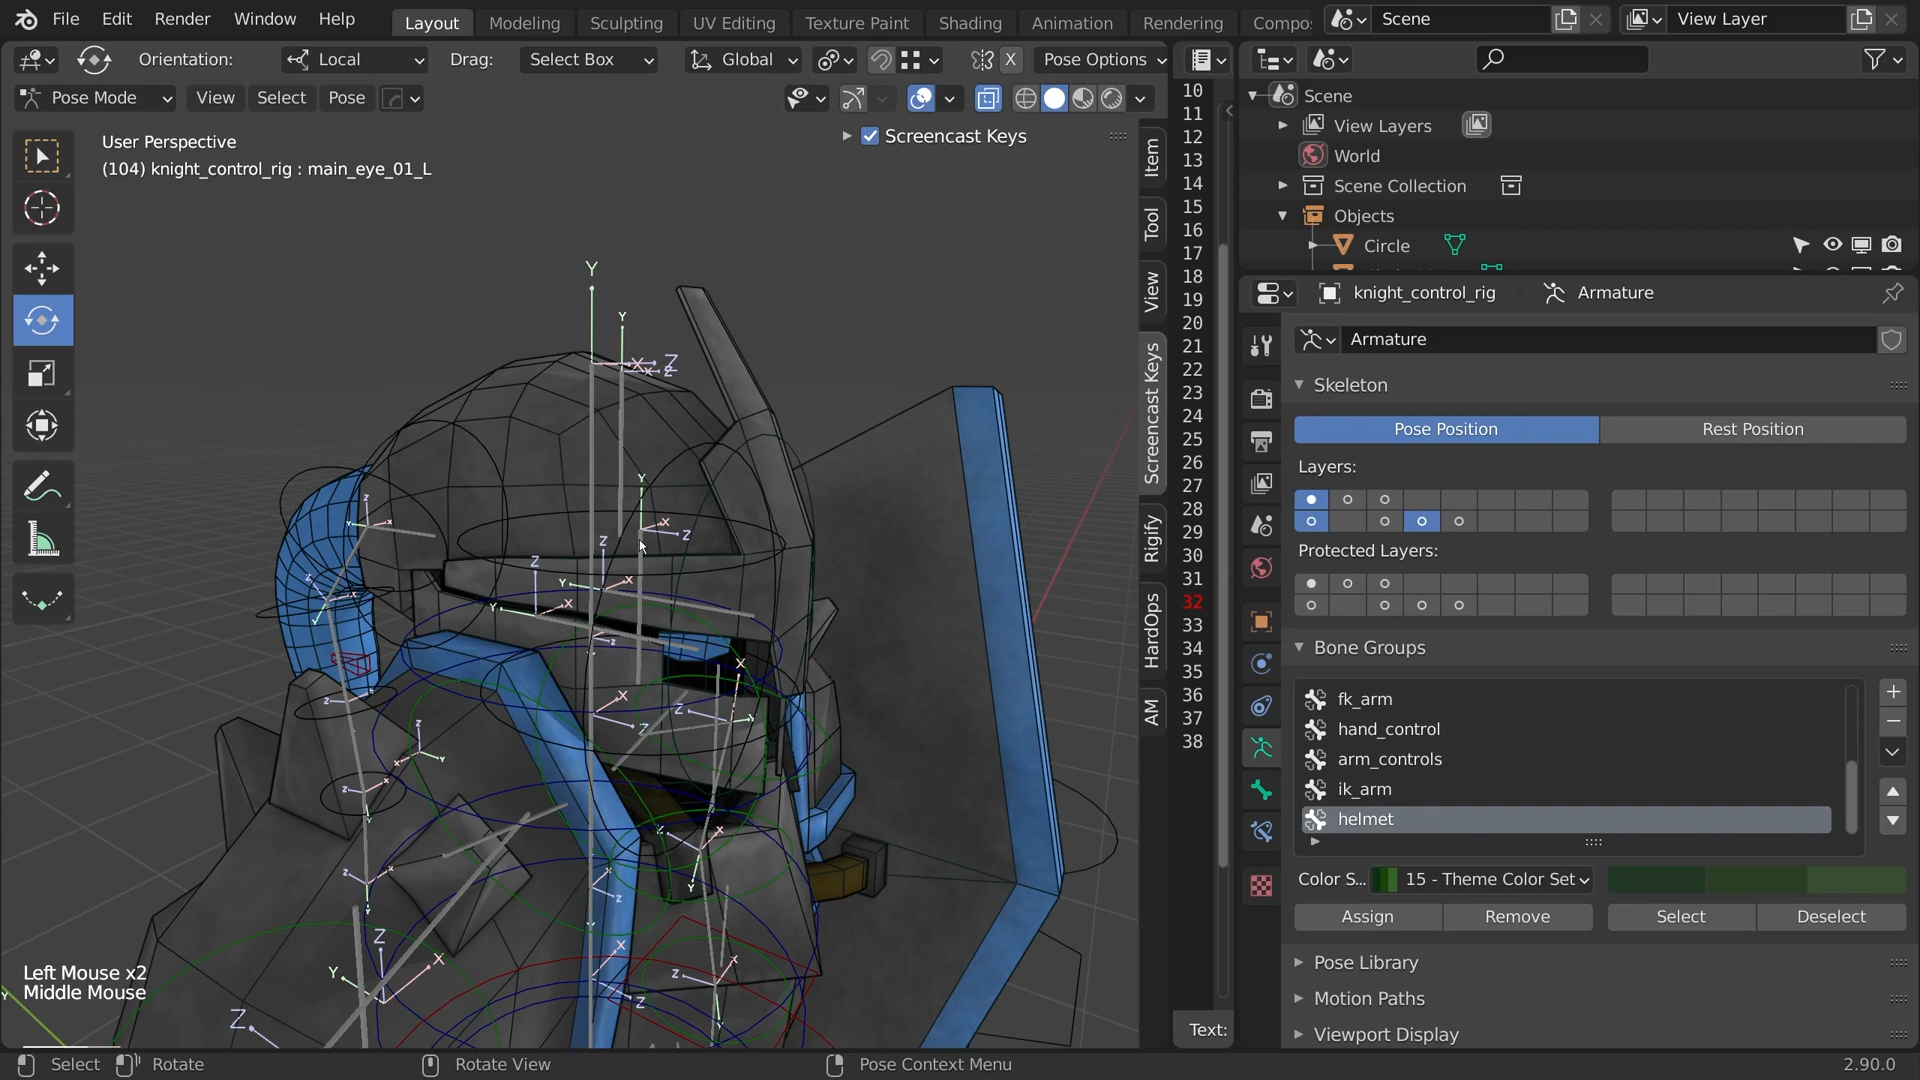 File Edit Render Window Help
Layout Modeling Sculpting UV Editing Texture Paint Shading Animation Rendering Compo
Scene
View Layer
Orientation: Local Drag: Select Box Global X Pose Options
Pose Mode View Select Pose
User Perspective
(104) knight_control_rig : main_eye_01_L
Screencast Keys
Item
Tool
View
Screencast Keys
Rigify
HardOps
AM
10
11
12
13
14
15
16
17
18
19
20
21
22
23
24
25
26
27
28
29
30
31
32
33
34
35
36
37
38
Text:
Scene
View Layers
World
Scene Collection
Objects
Circle
knight_control_rig Armature
Armature
Skeleton
Pose Position Rest Position
Layers:
Protected Layers:
Bone Groups
fk_arm
hand_control
arm_controls
ik_arm
helmet
Color S... 15 - Theme Color Set
Assign Remove Select Deselect
Pose Library
Motion Paths
Viewport Display
Left Mouse x2
Middle Mouse
Select Rotate Rotate View Pose Context Menu 2.90.0